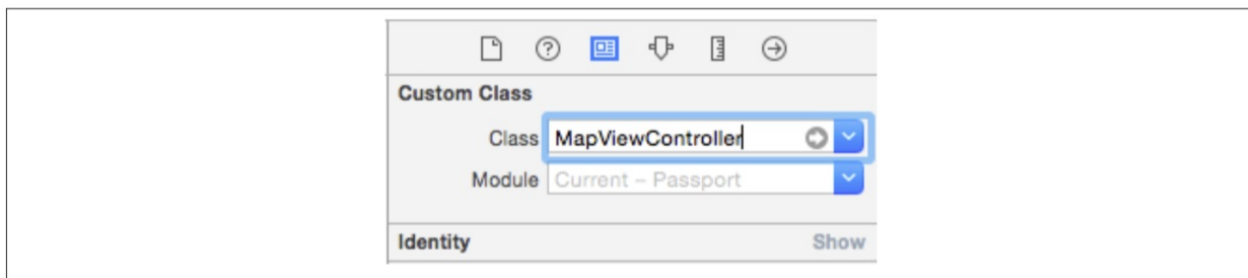 Custom Class
Class MapViewController
Module Current – Passport
Identity Show